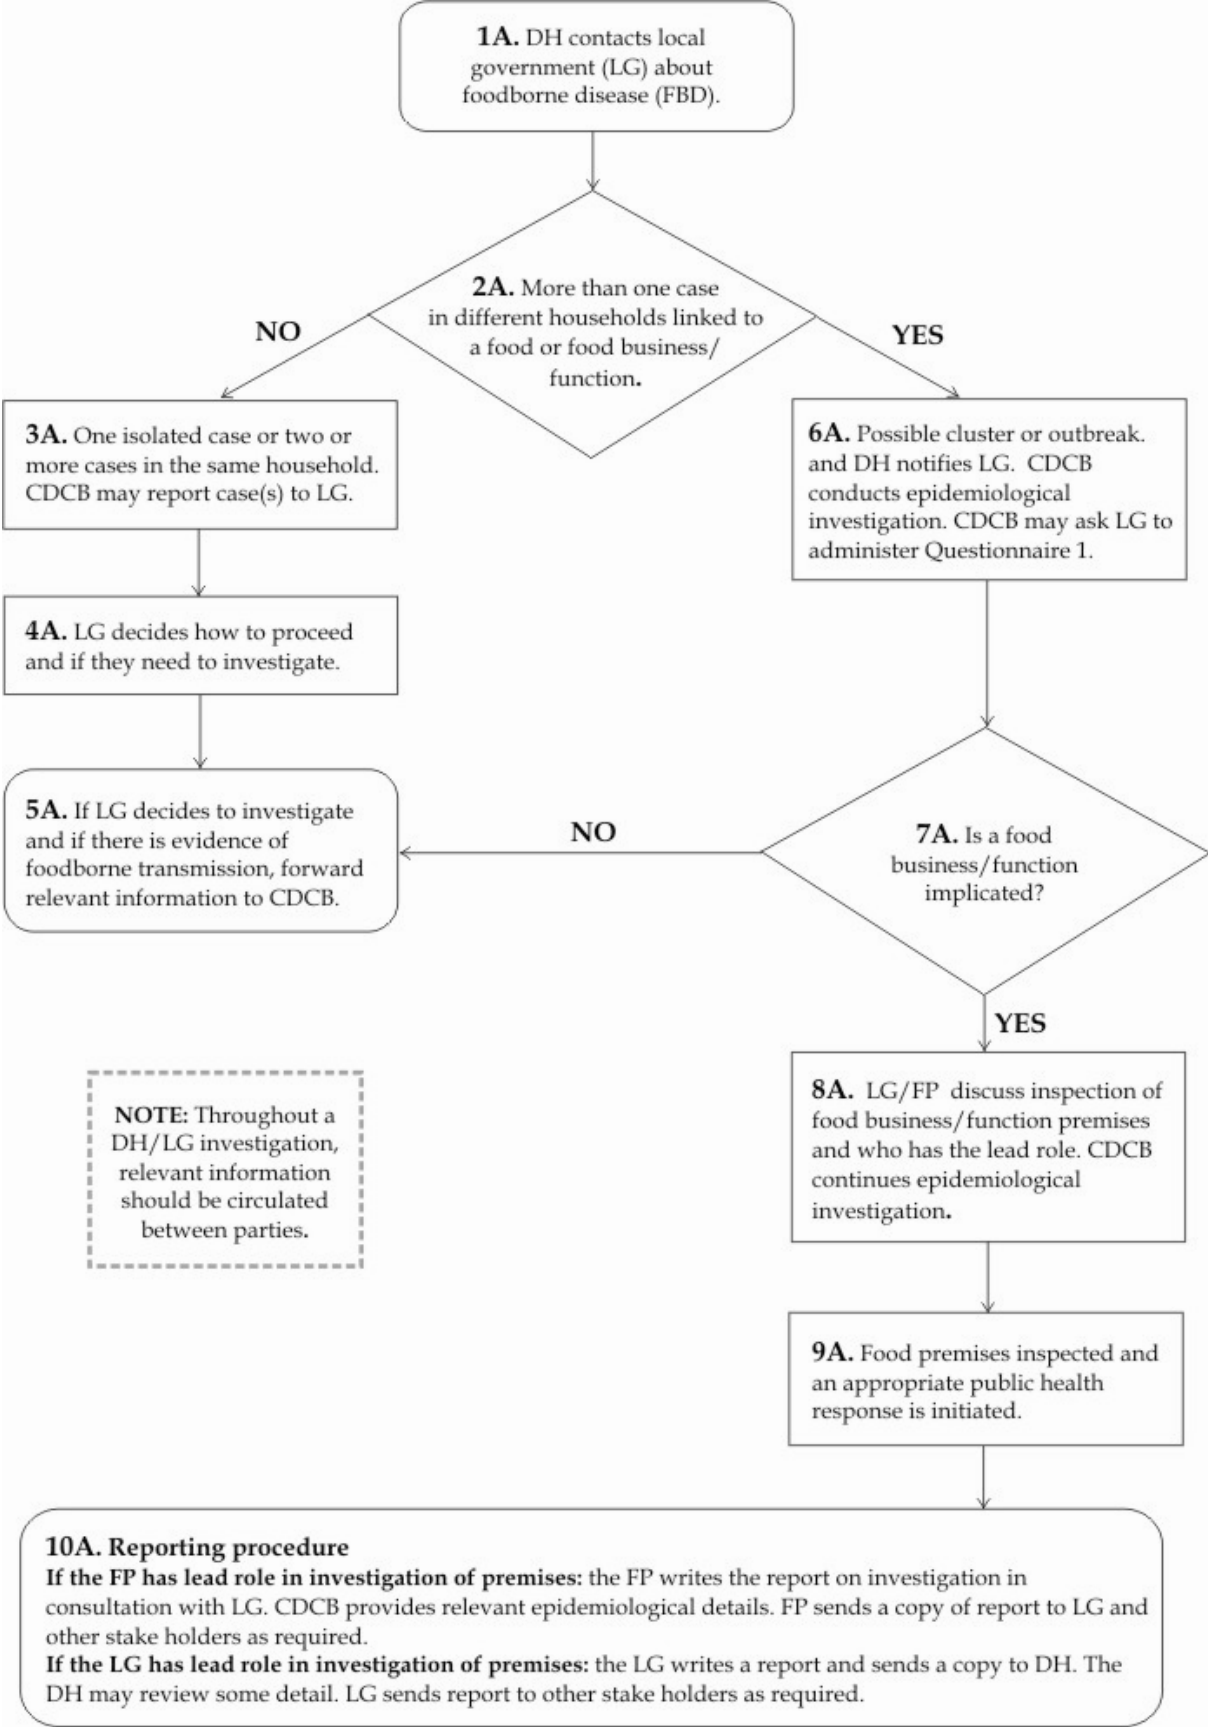 1A. DH contacts local
government (LG) about
foodborne disease (FBD).
2A. More than one case
in different households linked to
a food or food business/
function.
NO
YES
3A. One isolated case or two or
more cases in the same household.
CDCB may report case(s) to LG.
6A. Possible cluster or outbreak.
and DH notifies LG. CDCB
conducts epidemiological
investigation. CDCB may ask LG to
administer Questionnaire 1.
4A. LG decides how to proceed
and if they need to investigate.
5A. If LG decides to investigate
and if there is evidence of
foodborne transmission, forward
relevant information to CDCB.
NO
7A. Is a food
business/function
implicated?
YES
8A. LG/FP discuss inspection of
food business/function premises
and who has the lead role. CDCB
continues epidemiological
investigation.
NOTE: Throughout a
DH/LG investigation,
relevant information
should be circulated
between parties.
9A. Food premises inspected and
an appropriate public health
response is initiated.
10A. Reporting procedure
If the FP has lead role in investigation of premises: the FP writes the report on investigation in
consultation with LG. CDCB provides relevant epidemiological details. FP sends a copy of report to LG and
other stake holders as required.
If the LG has lead role in investigation of premises: the LG writes a report and sends a copy to DH. The
DH may review some detail. LG sends report to other stake holders as required.